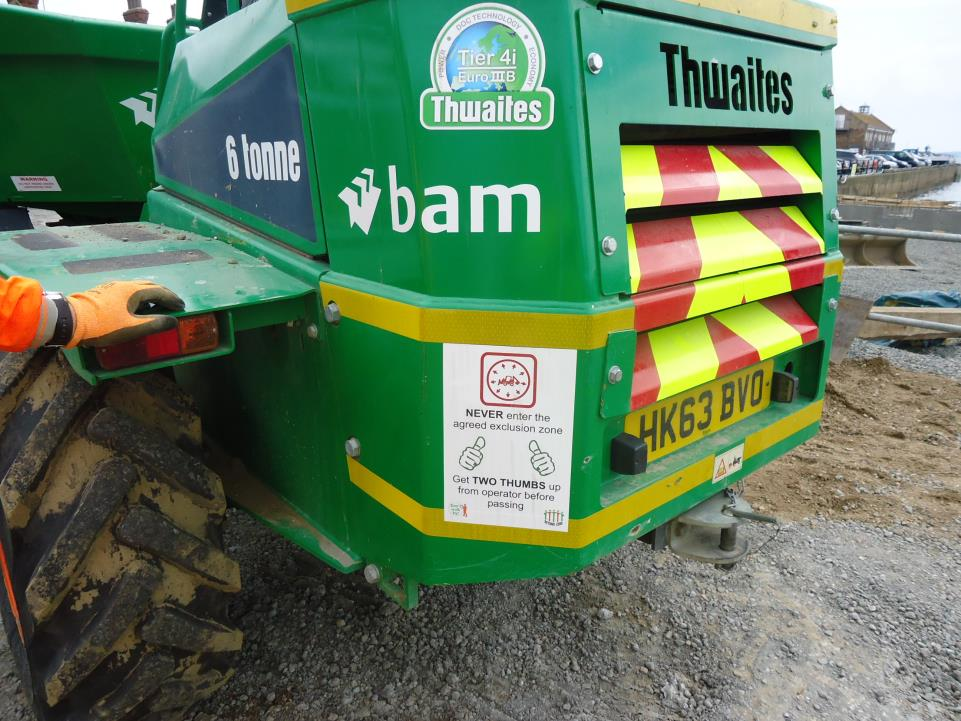 POWER DOC TECHNOLOGY ECONOMY
Tier 4i
Euro IIIB
Thwaites
Thwaites
6 tonne
bam
WARNING
NEVER enter the
agreed exclusion zone
Get TWO THUMBS up
from operator before
passing
HK63 BVO